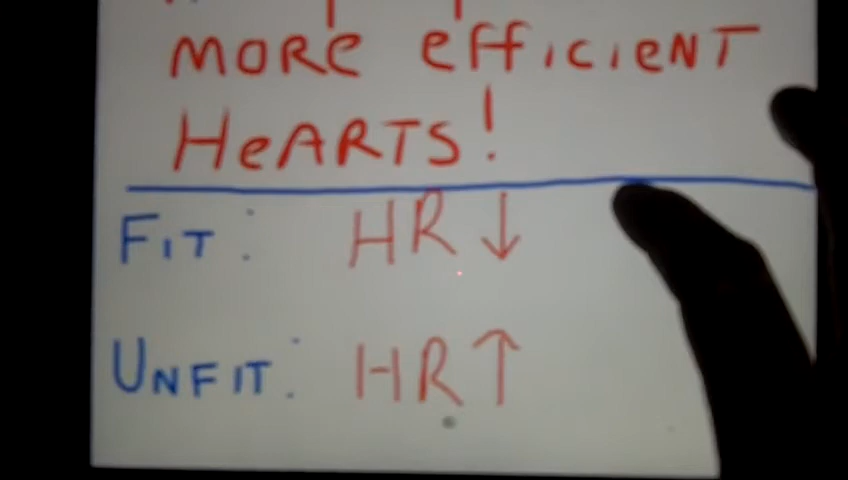 MORE EFFICIENT
HEARTS!
FIT: HR ↓
UNFIT: HR ↑